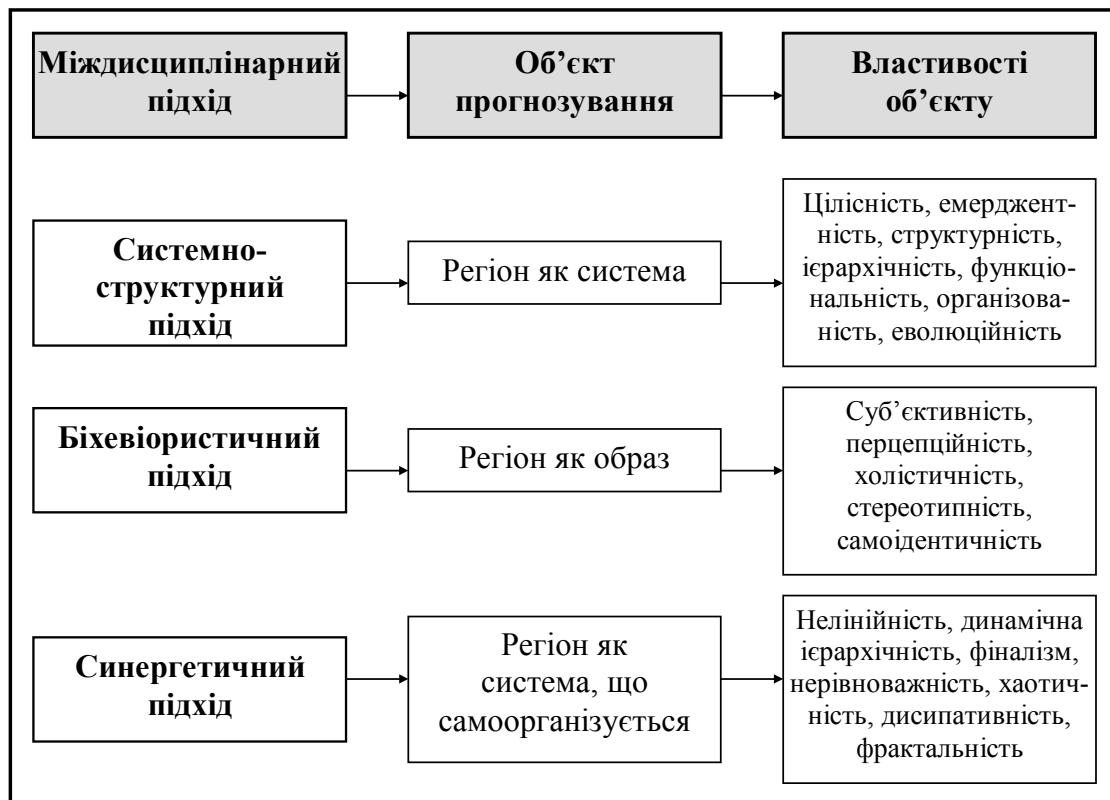 Міждисциплінарний
підхід
Об’єкт
прогнозування
Властивості
об’єкту
Системно-
структурний
підхід
Регіон як система
Цілісність, емерджент-
ність, структурність,
ієрархічність, функціо-
нальність, організова-
ність, еволюційність
Біхевіористичний
підхід
Регіон як образ
Суб’єктивність,
перцепційність,
холістичність,
стереотипність,
самоідентичність
Синергетичний
підхід
Регіон як
система, що
самоорганізується
Нелінійність, динамічна
ієрархічність, фіналізм,
нерівноважність, хаотич-
ність, дисипативність,
фрактальність